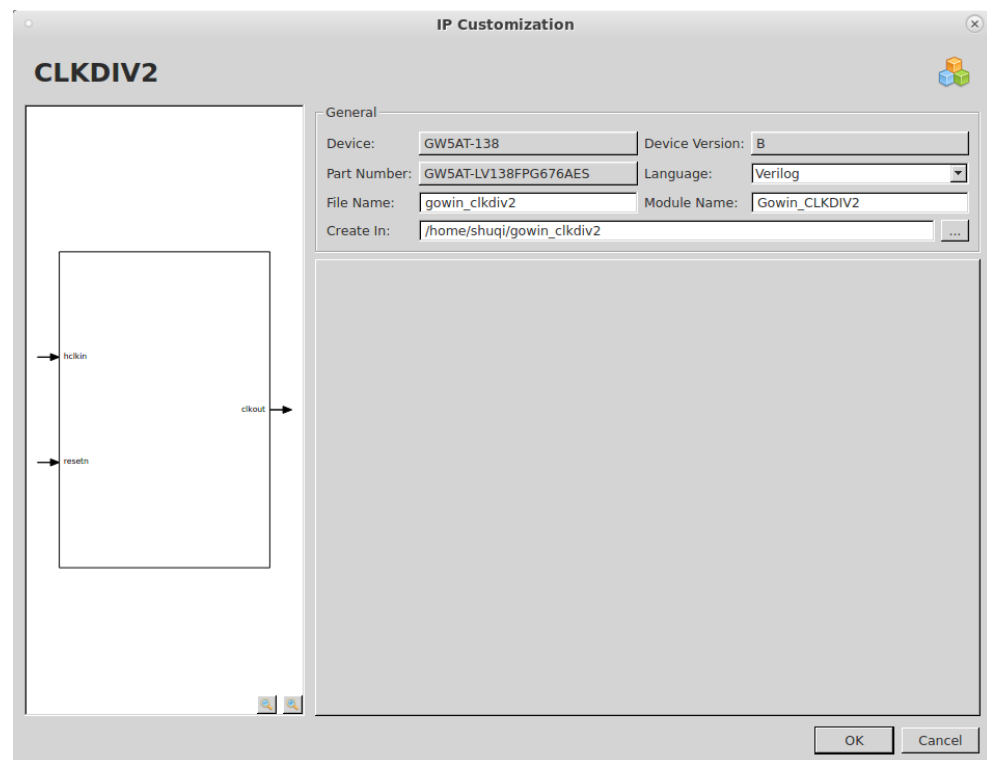 IP Customization
CLKDIV2
General
Device: GW5AT-138 Device Version: B
Part Number: GW5AT-LV138FPG676AES Language: Verilog
File Name: gowin_clkdiv2 Module Name: Gowin_CLKDIV2
Create In: /home/shuqi/gowin_clkdiv2 ...
hclkin
clkout
resetn
OK Cancel